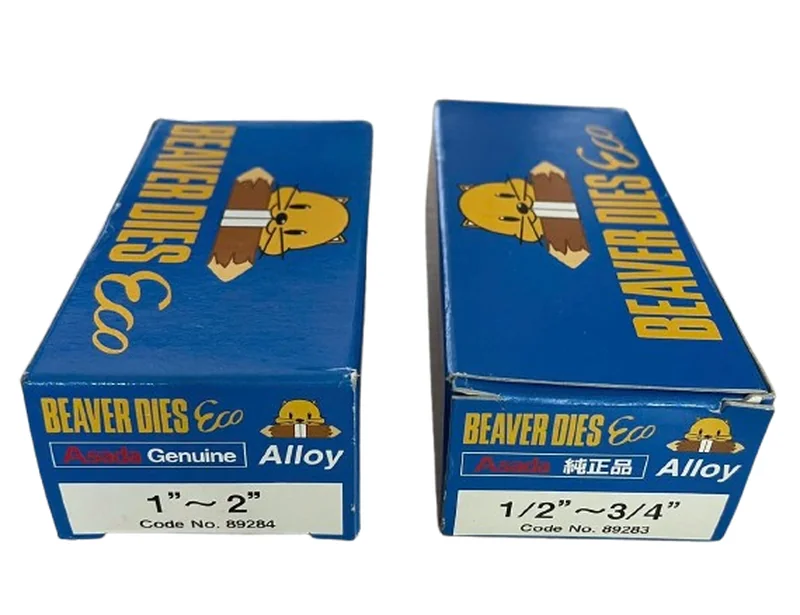 BEAVER DIES Eco
BEAVER DIES Eco
Asada Genuine Alloy
1”～2”
Code No. 89284
BEAVER DIES Eco
BEAVER DIES Eco
Asada 純正品 Alloy
1/2”～3/4”
Code No. 89283